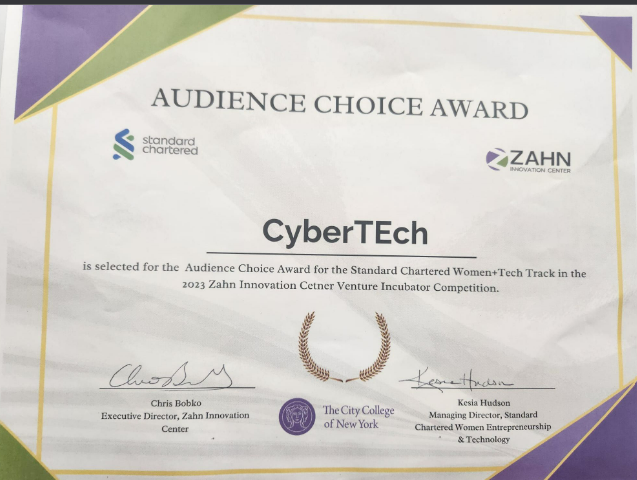 AUDIENCE CHOICE AWARD
standard
chartered
ZAHN
INNOVATION CENTER
CyberTEch
is selected for the Audience Choice Award for the Standard Chartered Women+Tech Track in the
2023 Zahn Innovation Cetner Venture Incubator Competition.
Chris Bobko
Executive Director, Zahn Innovation
Center
The City College
of New York
Kesia Hudson
Kesia Hudson
Managing Director, Standard
Chartered Women Entrepreneurship
& Technology